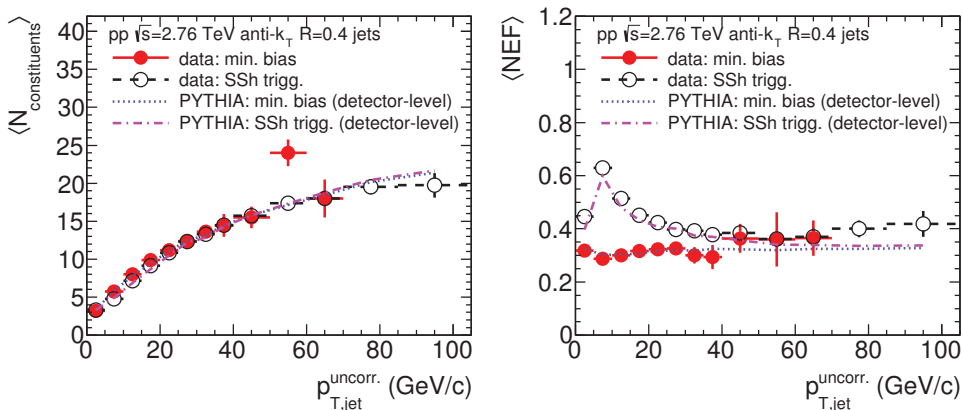 pp √s=2.76 TeV anti-k_T R=0.4 jets
data: min. bias
data: SSh trigg.
PYTHIA: min. bias (detector-level)
PYTHIA: SSh trigg. (detector-level)
⟨N_constituents⟩
40
35
30
25
20
15
10
5
0
0 20 40 60 80 100
p_T,jet^uncorr. (GeV/c)
pp √s=2.76 TeV anti-k_T R=0.4 jets
data: min. bias
data: SSh trigg.
PYTHIA: min. bias (detector-level)
PYTHIA: SSh trigg. (detector-level)
⟨NEF⟩
1.2
1
0.8
0.6
0.4
0.2
0
0 20 40 60 80 100
p_T,jet^uncorr. (GeV/c)